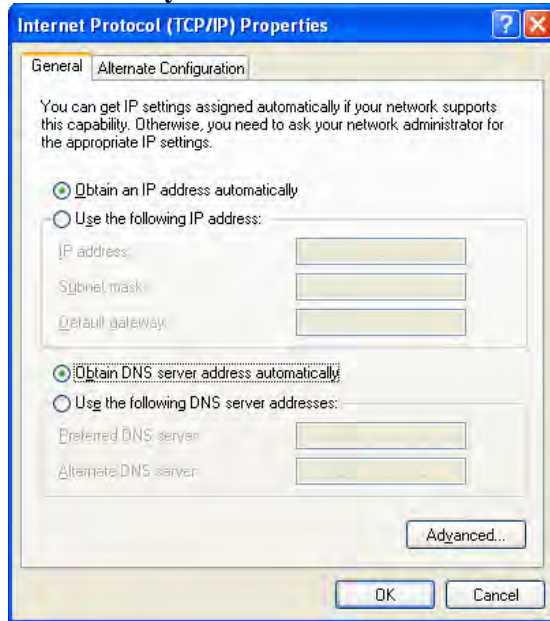 Internet Protocol (TCP/IP) Properties
General
Alternate Configuration
You can get IP settings assigned automatically if your network supports
this capability. Otherwise, you need to ask your network administrator for
the appropriate IP settings.
Obtain an IP address automatically
Use the following IP address:
IP address:
Subnet mask:
Default gateway:
Obtain DNS server address automatically
Use the following DNS server addresses:
Preferred DNS server:
Alternate DNS server:
Advanced...
OK
Cancel